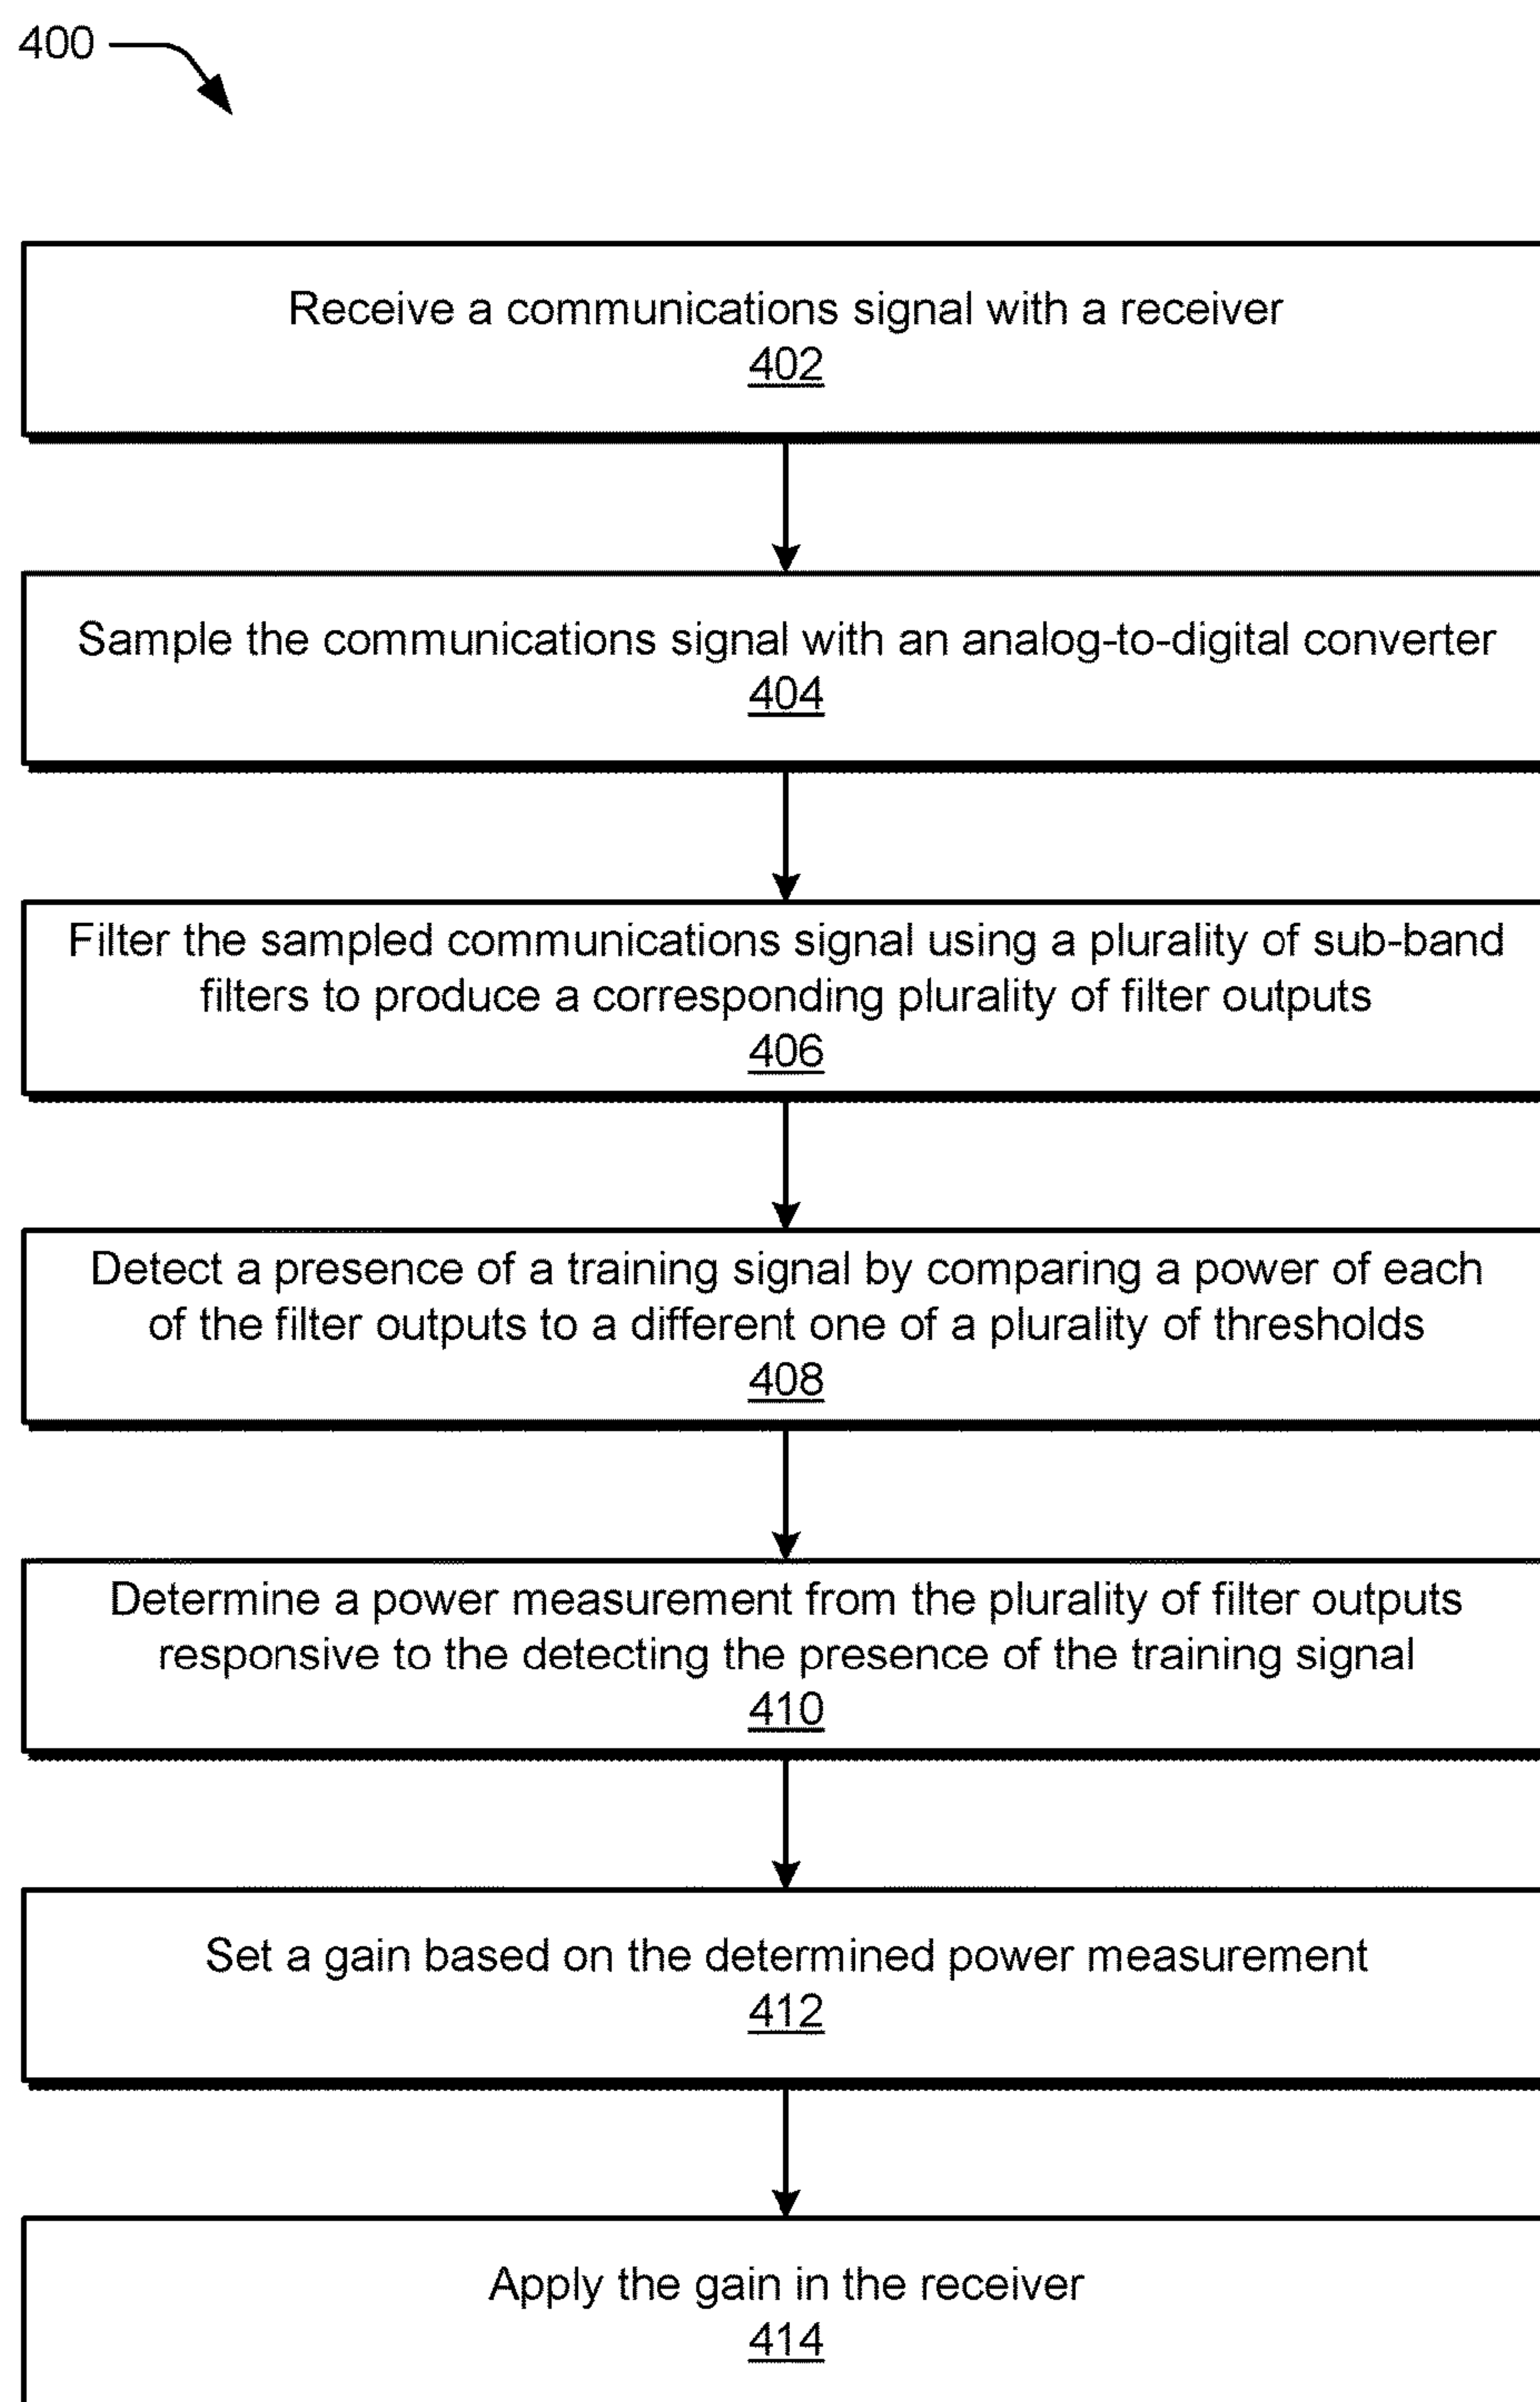 400
Receive a communications signal with a receiver
402
Sample the communications signal with an analog-to-digital converter
404
Filter the sampled communications signal using a plurality of sub-band
filters to produce a corresponding plurality of filter outputs
406
Detect a presence of a training signal by comparing a power of each
of the filter outputs to a different one of a plurality of thresholds
408
Determine a power measurement from the plurality of filter outputs
responsive to the detecting the presence of the training signal
410
Set a gain based on the determined power measurement
412
Apply the gain in the receiver
414